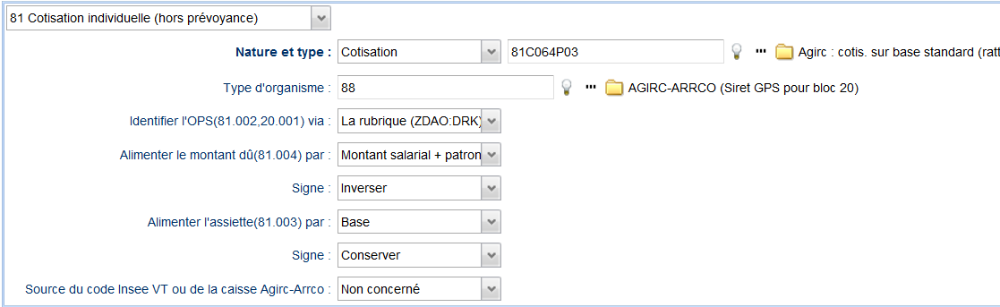 81 Cotisation individuelle (hors prévoyance)
Nature et type : Cotisation 81C064P03 Agirc : cotis. sur base standard (ratt
Type d'organisme : 88 AGIRC-ARRCO (Siret GPS pour bloc 20)
Identifier l'OPS(81.002,20.001) via : La rubrique (ZDAO:DRK)
Alimenter le montant dû(81.004) par : Montant salarial + patron
Signe : Inverser
Alimenter l'assiette(81.003) par : Base
Signe : Conserver
Source du code Insee VT ou de la caisse Agirc-Arrco : Non concerné